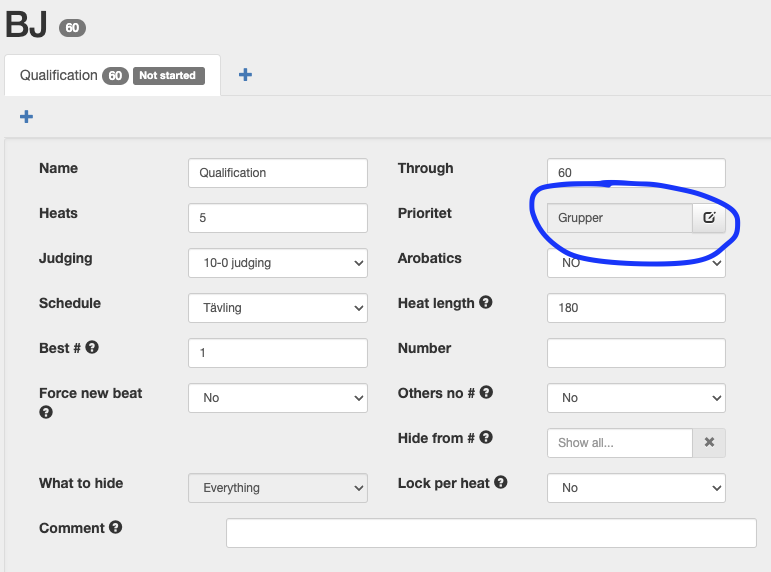 BJ 60
Qualification 60 Not started
Name Qualification Through 60
Heats 5 Prioritet Grupper
Judging 10-0 judging Arobatics NO
Schedule Tävling Heat length 180
Best # 1 Number
Force new beat No Others no # No
Hide from # Show all...
What to hide Everything Lock per heat No
Comment